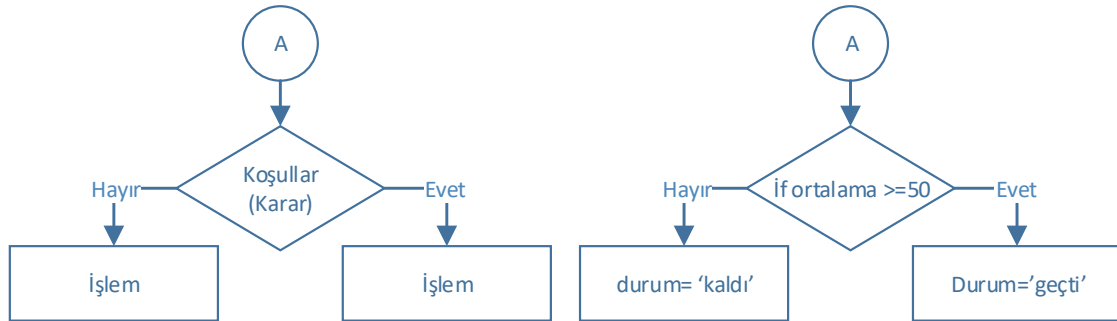 A
Koşullar
(Karar)
Hayır
Evet
İşlem
İşlem
A
İf ortalama >=50
Hayır
Evet
durum= ‘kaldı’
Durum=’geçti’